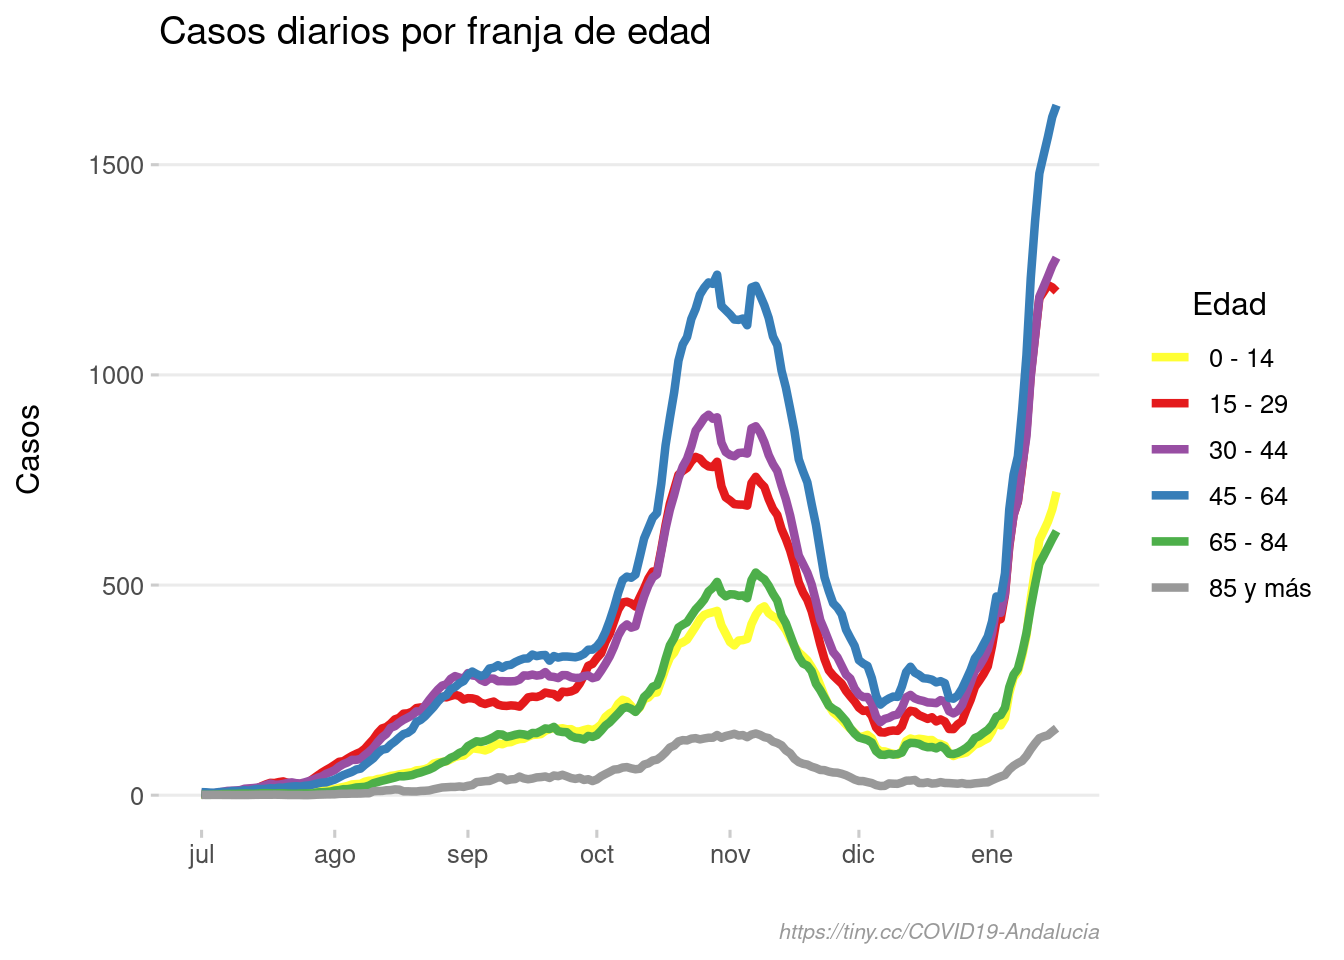 Casos diarios por franja de edad
Casos
1500
1000
500
0
jul ago sep oct nov dic ene
Edad
0 - 14
15 - 29
30 - 44
45 - 64
65 - 84
85 y más
https://tiny.cc/COVID19-Andalucia